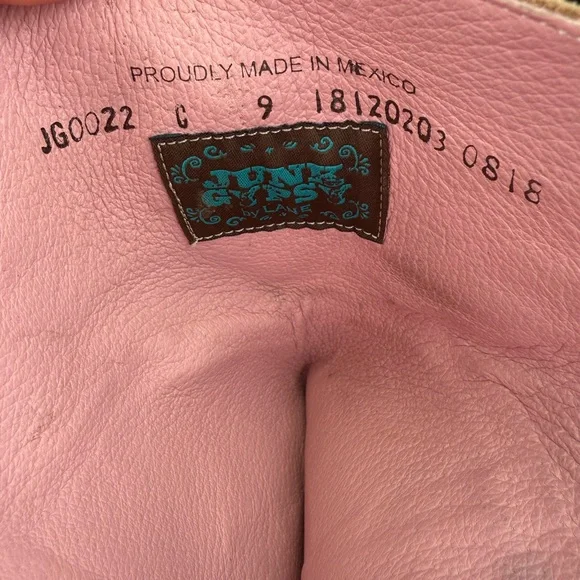 PROUDLY MADE IN MEXICO
JG0022 C 9 18120203 0818
JUNK
GYPSY
by LANE